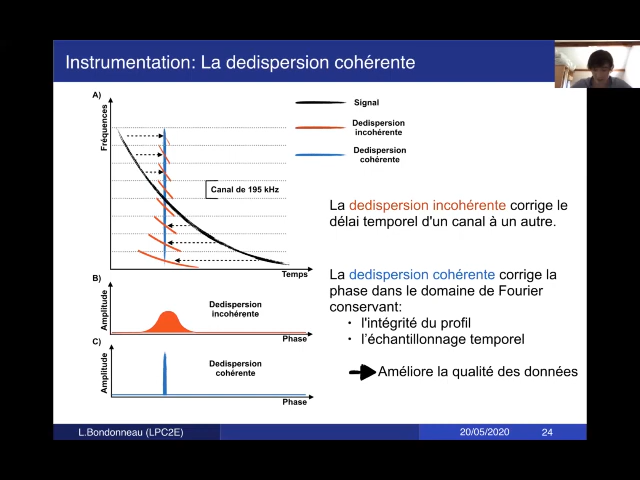 Instrumentation: La dedispersion cohérente
A)
Fréquences
Signal
Dedispersion
incohérente
Dedispersion
cohérente
Canal de 195 kHz
Temps
B)
Amplitude
Dedispersion
incohérente
Phase
C)
Amplitude
Dedispersion
cohérente
Phase
La dedispersion incohérente corrige le
délai temporel d'un canal à un autre.
La dedispersion cohérente corrige la
phase dans le domaine de Fourier
conservant:
· l'intégrité du profil
· l'échantillonnage temporel
Améliore la qualité des données
L.Bondonneau (LPC2E)
20/05/2020
24